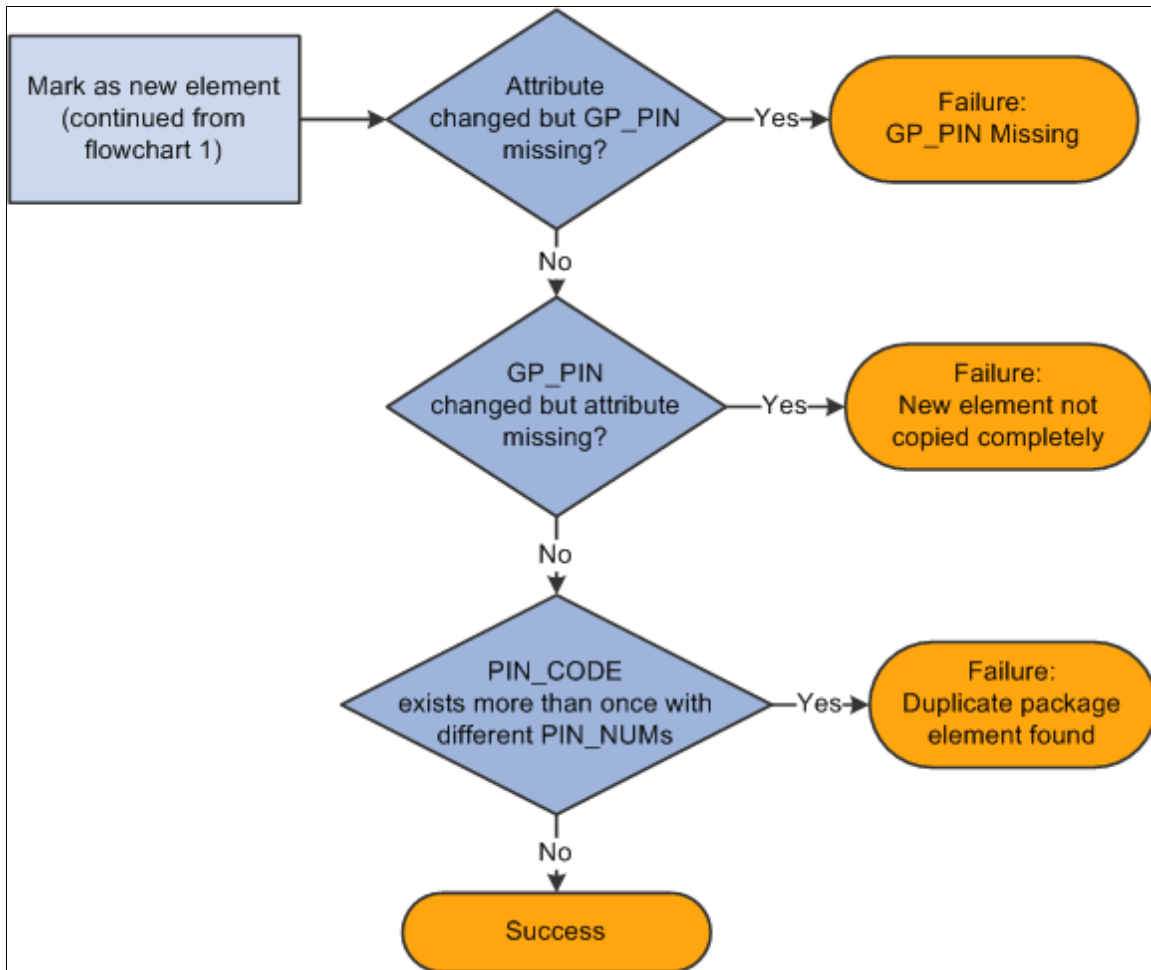 Mark as new element
(continued from
flowchart 1)
Attribute
changed but GP_PIN
missing?
Yes
Failure:
GP_PIN Missing
No
GP_PIN
changed but attribute
missing?
Yes
Failure:
New element not
copied completely
No
PIN_CODE
exists more than once with
different PIN_NUMs
Yes
Failure:
Duplicate package
element found
No
Success